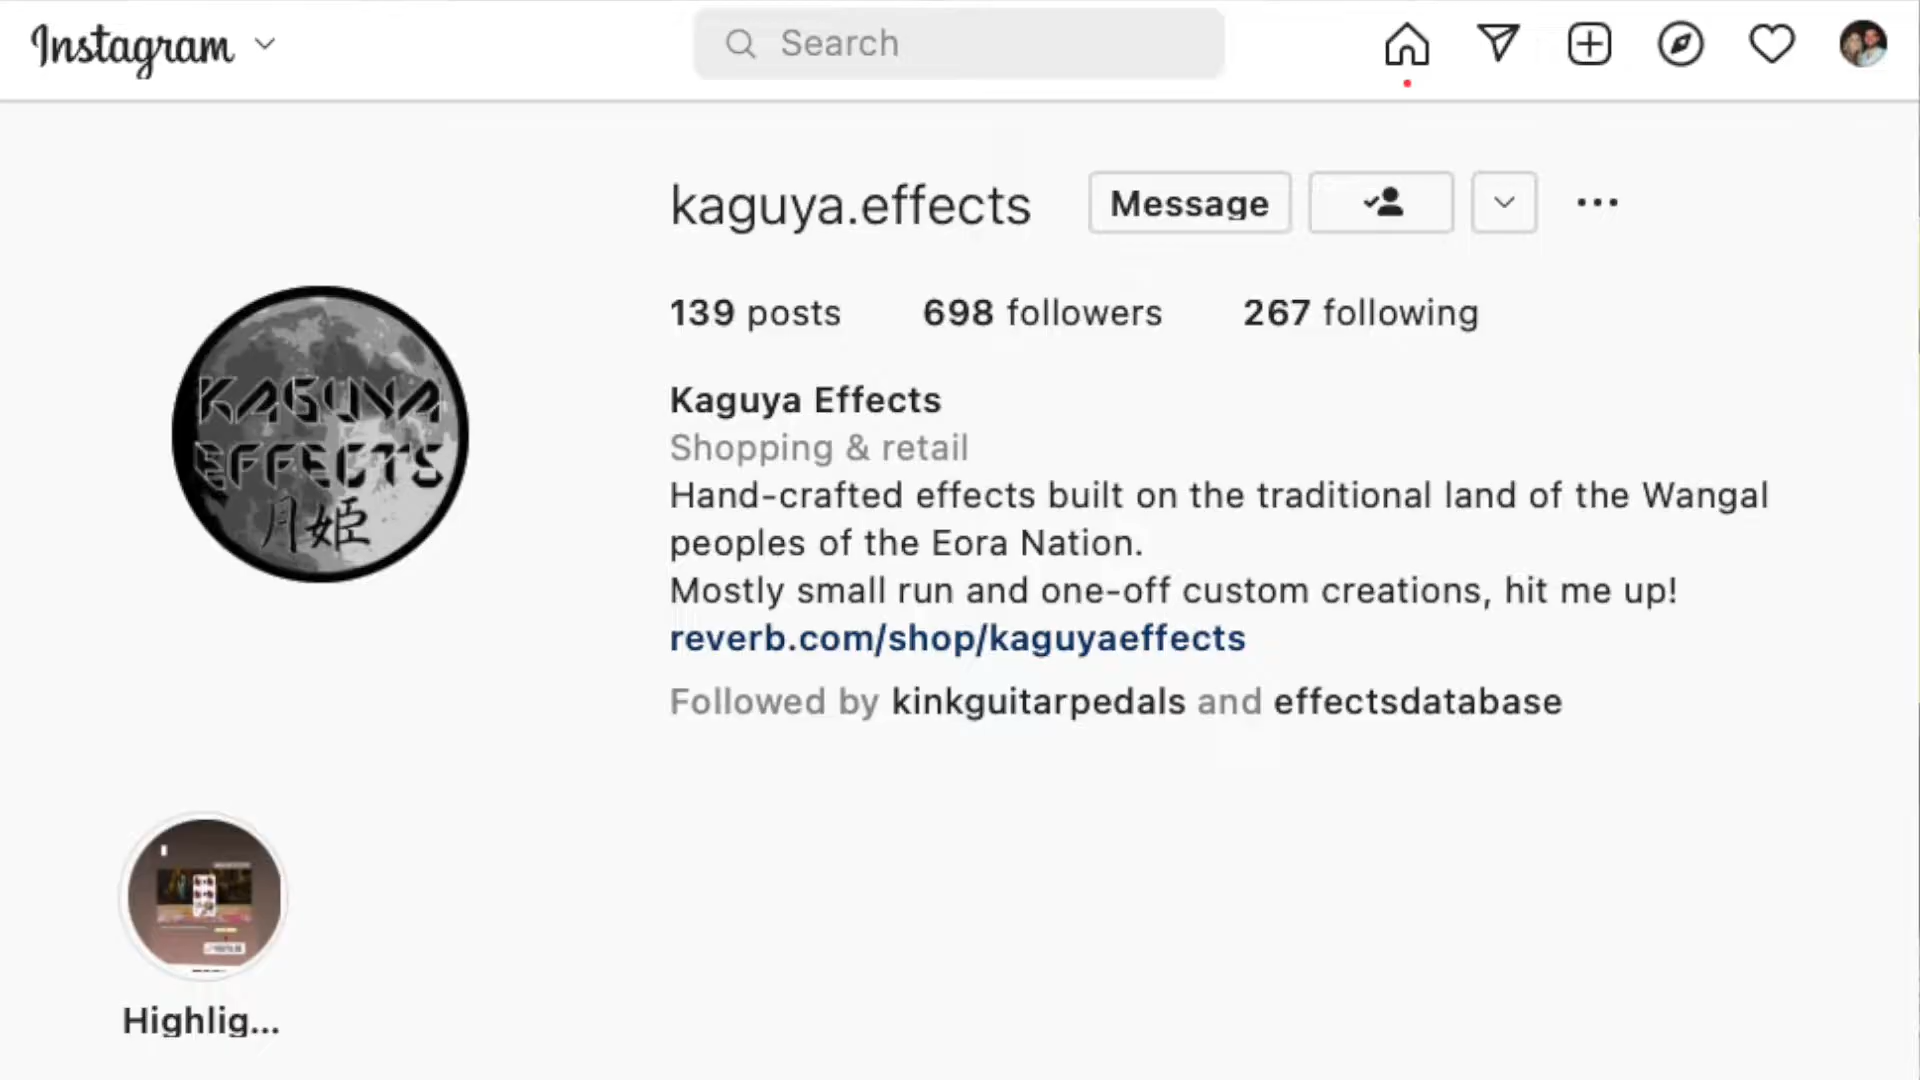 Instagram
Search
kaguya.effects
Message
139 posts
698 followers
267 following
KAGUYA
EFFECTS
月姫
Kaguya Effects
Shopping & retail
Hand-crafted effects built on the traditional land of the Wangal
peoples of the Eora Nation.
Mostly small run and one-off custom creations, hit me up!
reverb.com/shop/kaguyaeffects
Followed by kinkguitarpedals and effectsdatabase
Highlig...